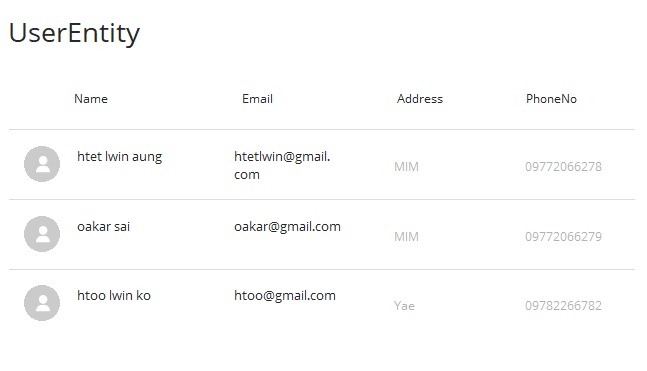 UserEntity
Name Email Address PhoneNo
htet lwin aung htetlwin@gmail.
com MIM 09772066278
oakar sai oakar@gmail.com MIM 09772066279
htoo lwin ko htoo@gmail.com Yae 09782266782